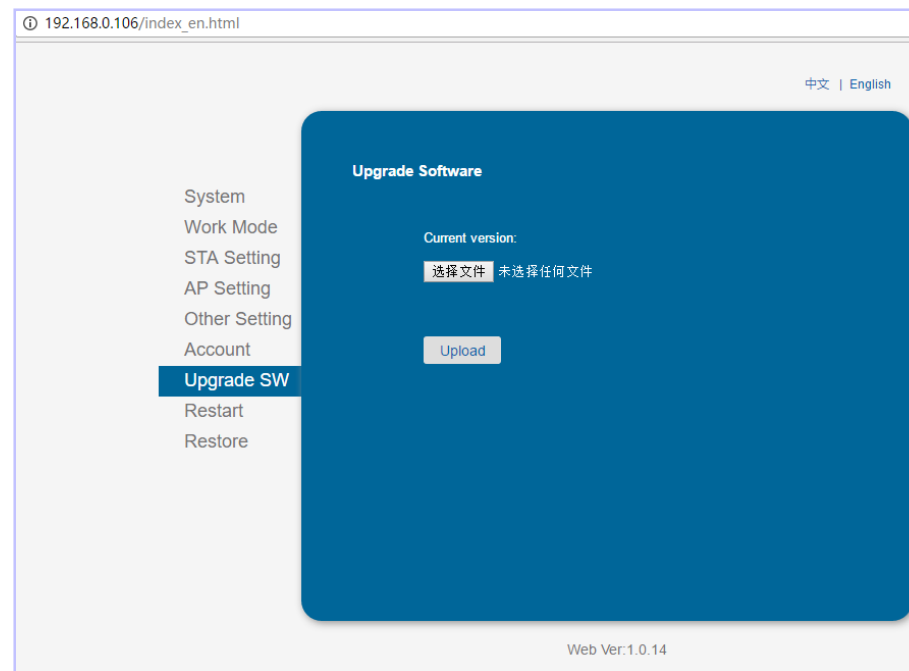 192.168.0.106/index_en.html
中文 | English
Upgrade Software
System
Work Mode
Current version:
STA Setting
选择文件 未选择任何文件
AP Setting
Other Setting
Account
Upload
Upgrade SW
Restart
Restore
Web Ver:1.0.14